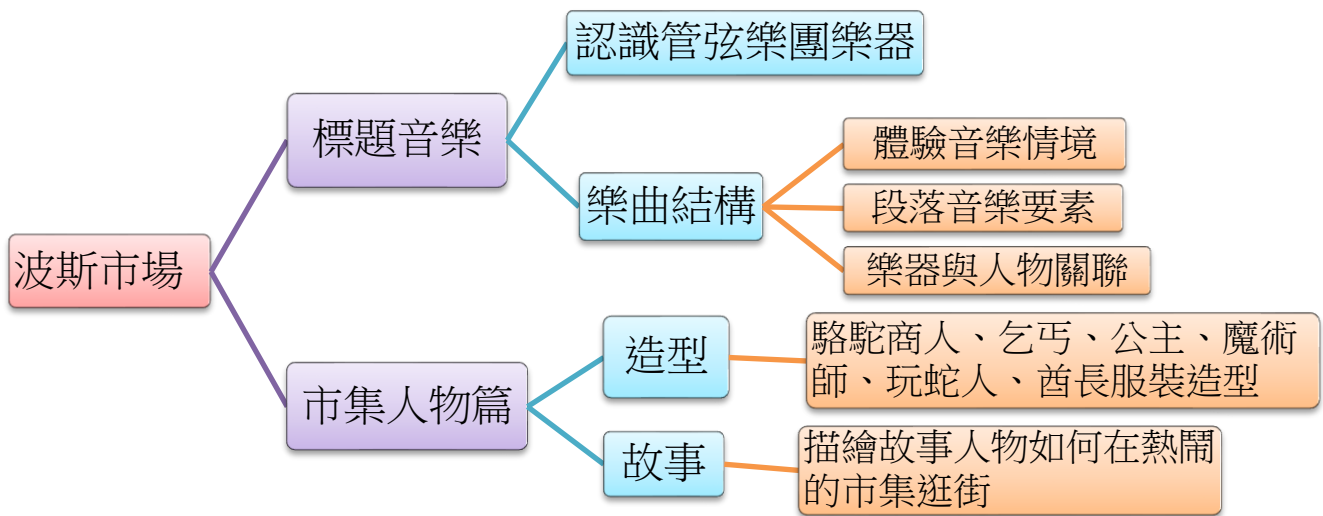 認識管弦樂團樂器
標題音樂
體驗音樂情境
樂曲結構
段落音樂要素
樂器與人物關聯
波斯市場
造型
駱駝商人、乞丐、公主、魔術
師、玩蛇人、酋長服裝造型
市集人物篇
故事
描繪故事人物如何在熱鬧
的市集逛街